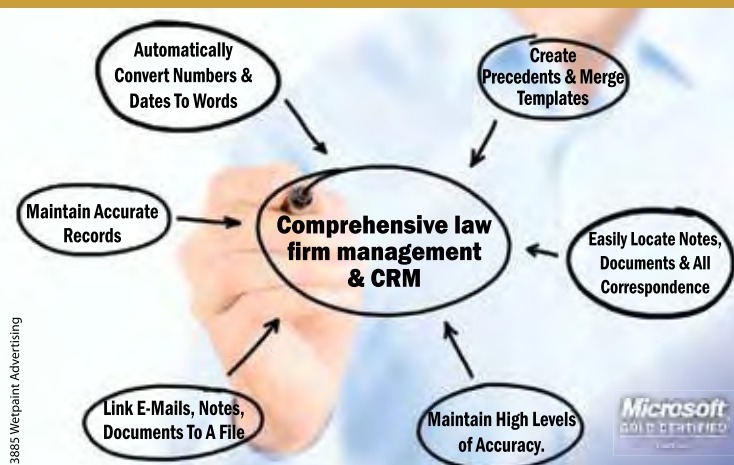 Automatically
Convert Numbers &
Dates To Words
Create
Precedents & Merge
Templates
Maintain Accurate
Records
Comprehensive law
firm management
& CRM
Easily Locate Notes,
Documents & All
Correspondence
Link E-Mails, Notes,
Documents To A File
Maintain High Levels
of Accuracy.
Microsoft
GOLD CERTIFIED
3885 Wetpaint Advertising